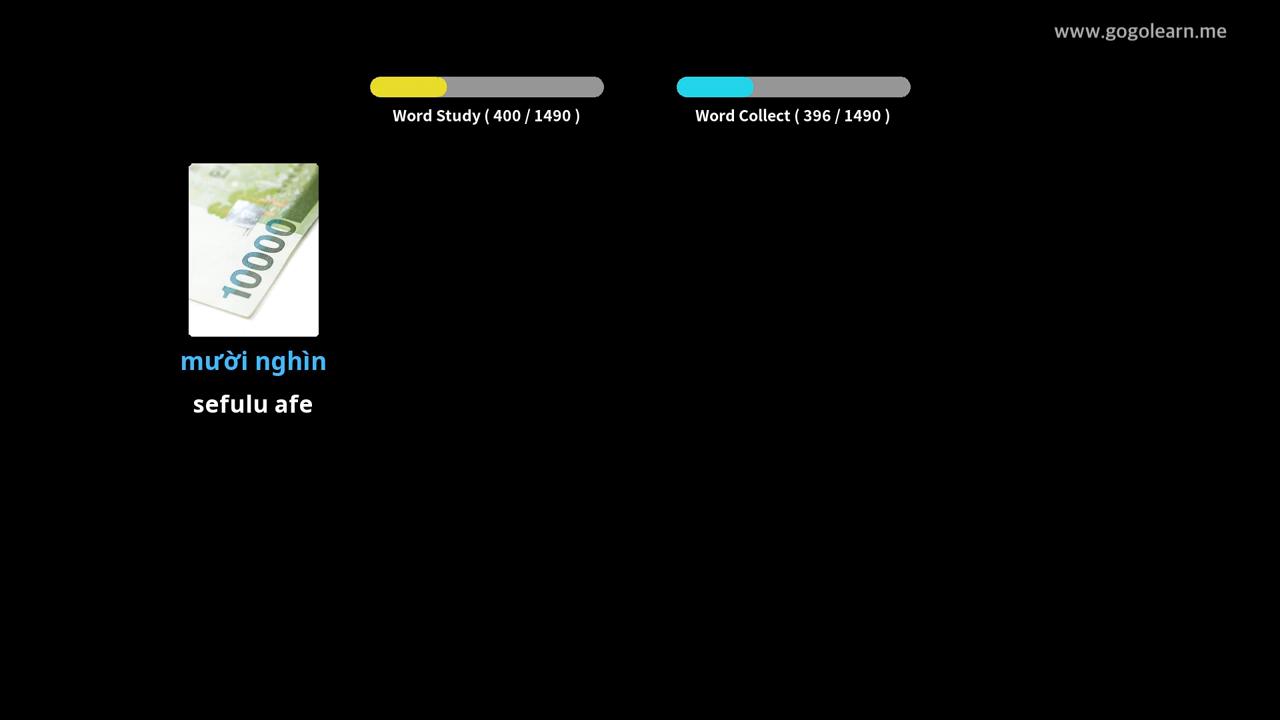 www.gogolearn.me
Word Study ( 400 / 1490 )
Word Collect ( 396 / 1490 )
10000
mười nghìn
sefulu afe